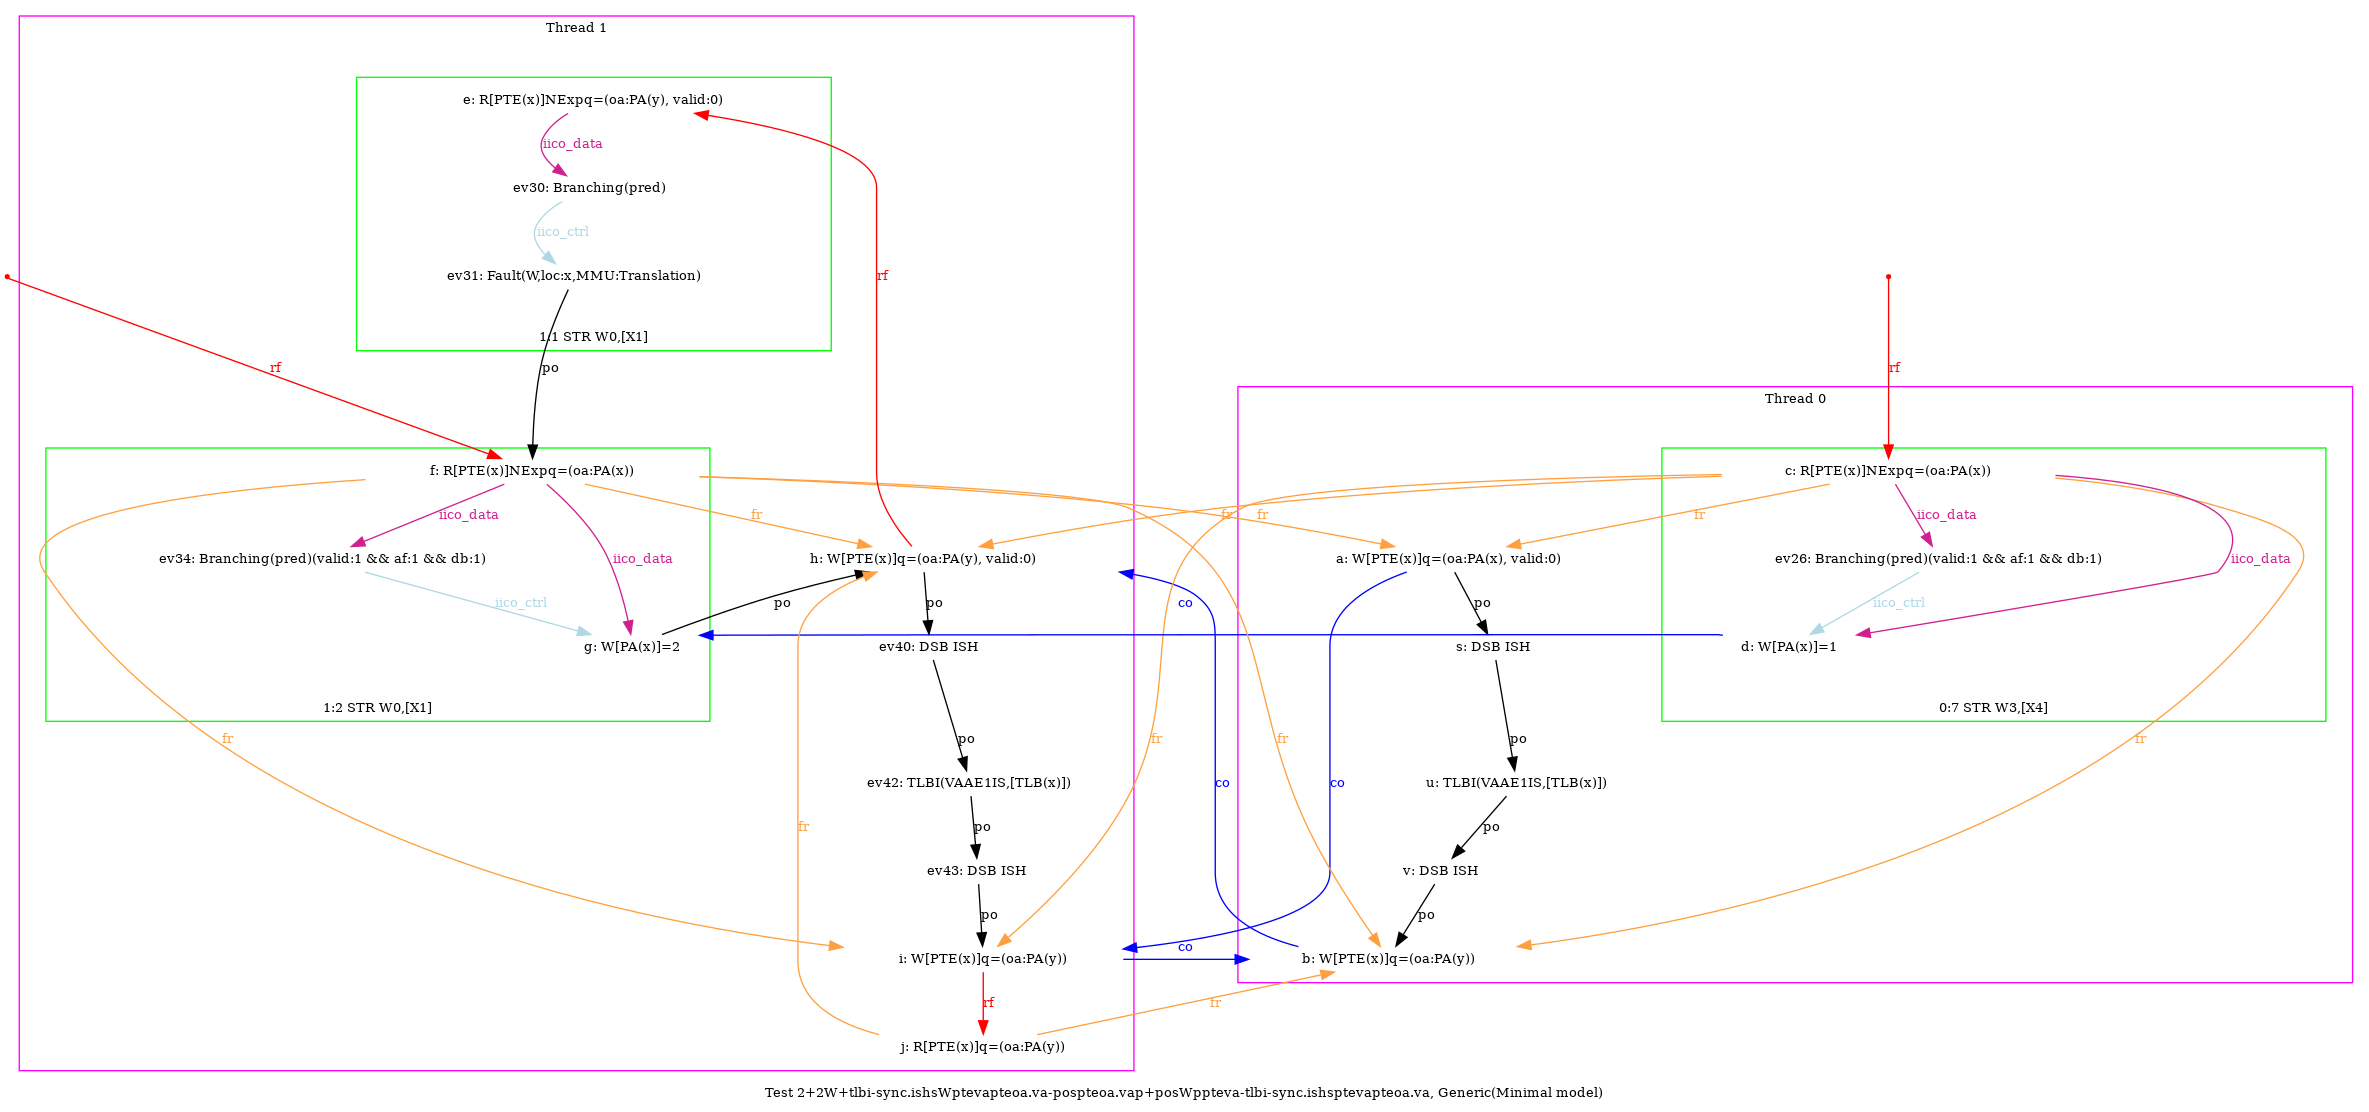 Thread 1
e: R[PTE(x)]NExpq=(oa:PA(y), valid:0)
iico_data
ev30: Branching(pred)
iico_ctrl
ev31: Fault(W,loc:x,MMU:Translation)
rf
1:1 STR W0,[X1]
rf
po
rf
Thread 0
f: R[PTE(x)]NExpq=(oa:PA(x))
c: R[PTE(x)]NExpq=(oa:PA(x))
iico_data
fr
fr
fr
fr
iico_data
ev34: Branching(pred)(valid:1 && af:1 && db:1)
iico_data
h: W[PTE(x)]q=(oa:PA(y), valid:0)
a: W[PTE(x)]q=(oa:PA(x), valid:0)
ev26: Branching(pred)(valid:1 && af:1 && db:1)
iico_data
iico_ctrl
po
po
co
po
iico_ctrl
g: W[PA(x)]=2
ev40: DSB ISH
s: DSB ISH
d: W[PA(x)]=1
1:2 STR W0,[X1]
0:7 STR W3,[X4]
fr
po
fr
fr
po
fr
ev42: TLBI(VAAE1IS,[TLB(x)])
co
co
u: TLBI(VAAE1IS,[TLB(x)])
fr
po
po
ev43: DSB ISH
v: DSB ISH
po
po
co
i: W[PTE(x)]q=(oa:PA(y))
b: W[PTE(x)]q=(oa:PA(y))
rf
fr
j: R[PTE(x)]q=(oa:PA(y))
Test 2+2W+tlbi-sync.ishsWptevapteoa.va-pospteoa.vap+posWppteva-tlbi-sync.ishsptevapteoa.va, Generic(Minimal model)